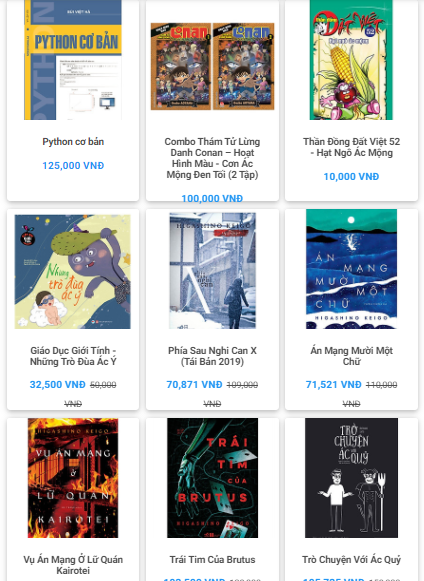 BÙI VIỆT HÀ
PYTHON CƠ BẢN
PYTHON
Python cơ bản
125,000 VNĐ
CONAN
CONAN
Combo Thám Tử Lừng
Danh Conan – Hoạt
Hình Màu - Cơn Ác
Mộng Đen Tối (2 Tập)
100,000 VNĐ
ĐẤT VIỆT
52
Thần Đồng Đất Việt 52
- Hạt Ngô Ác Mộng
10,000 VNĐ
Những
trò đùa
ác ý
Giáo Dục Giới Tính -
Những Trò Đùa Ác Ý
32,500 VNĐ 50,000
VNĐ
HIGASHINO KEIGO
Phía Sau Nghi Can X
(Tái Bản 2019)
70,871 VNĐ 109,000
VNĐ
ÁN
MẠNG
MƯỜI
MỘT
CHỮ
HIGASHINO KEIGO
Án Mạng Mười Một
Chữ
71,521 VNĐ 110,000
VNĐ
HIGASHINO KEIGO
VỤ ÁN MẠNG
Ở
LỮ QUÁN
KAIROTEI
Vụ Án Mạng Ở Lữ Quán
Kairotei
TRÁI
TIM
CỦA
BRUTUS
HIGASHINO KEIGO
Trái Tim Của Brutus
TRÒ
CHUYỆN
VỚI
ÁC
QUỶ
Trò Chuyện Với Ác Quỷ